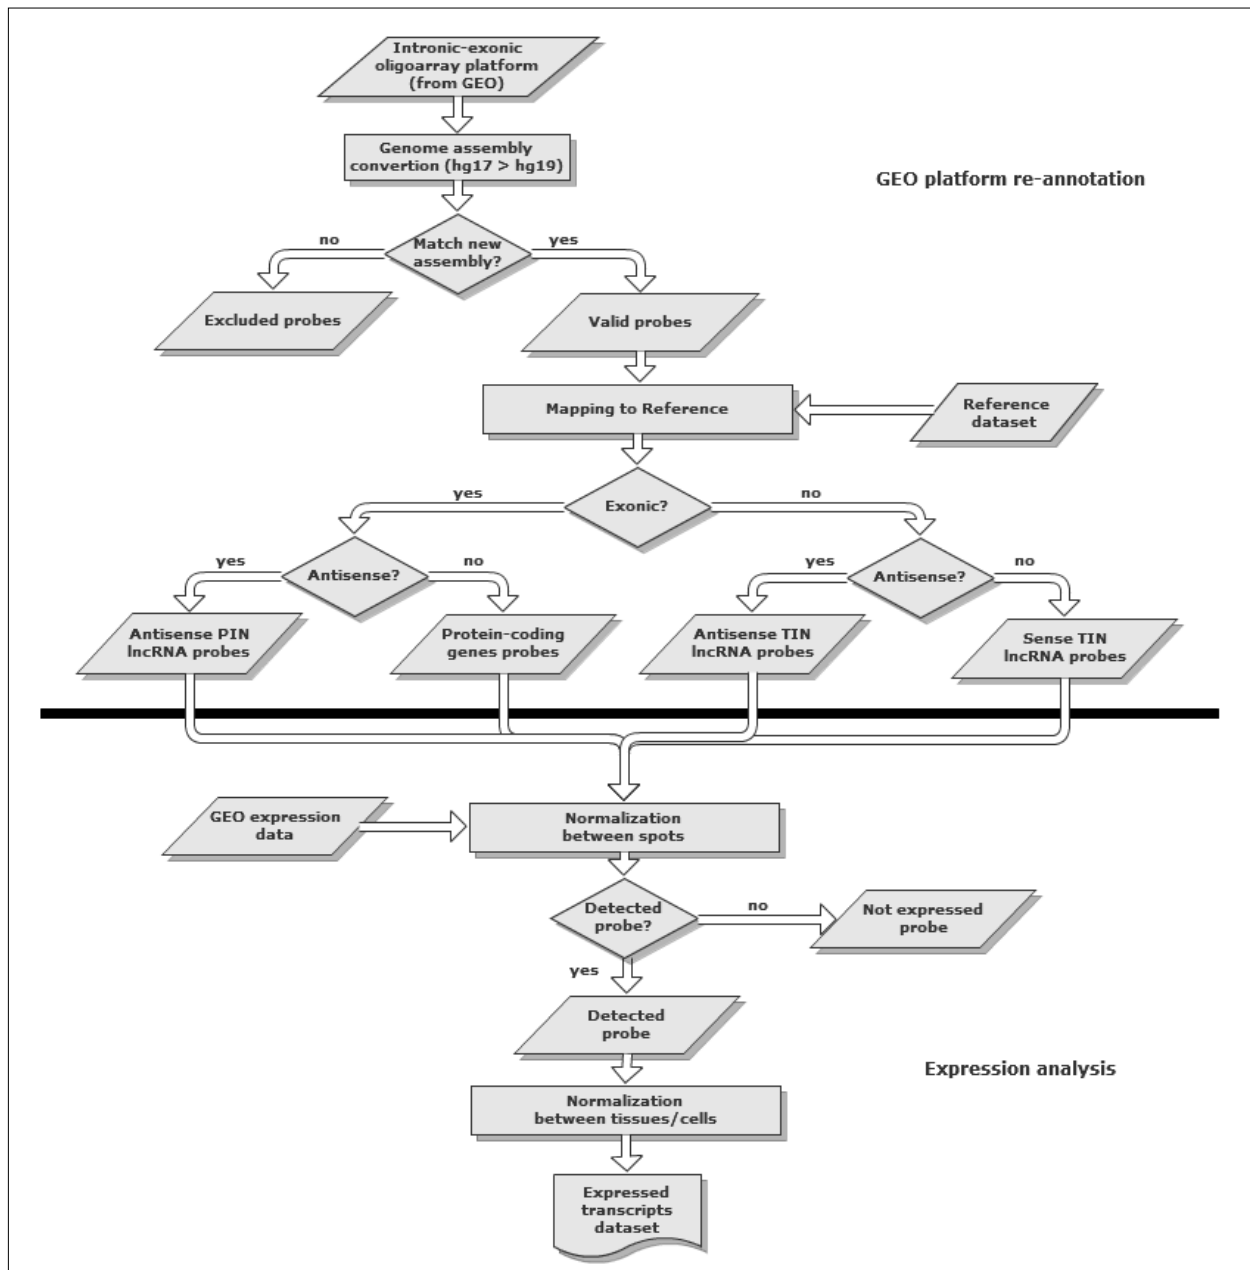 Intronic-exonic
oligoarray platform
(from GEO)
Genome assembly
convertion (hg17 > hg19)
GEO platform re-annotation
no
Match new
assembly?
yes
Excluded probes
Valid probes
Mapping to Reference
Reference
dataset
yes
Exonic?
no
yes
Antisense?
no
yes
Antisense?
no
Antisense PIN
lncRNA probes
Protein-coding
genes probes
Antisense TIN
lncRNA probes
Sense TIN
lncRNA probes
GEO expression
data
Normalization
between spots
Detected
probe?
no
Not expressed
probe
yes
Detected
probe
Expression analysis
Normalization
between tissues/cells
Expressed
transcripts
dataset